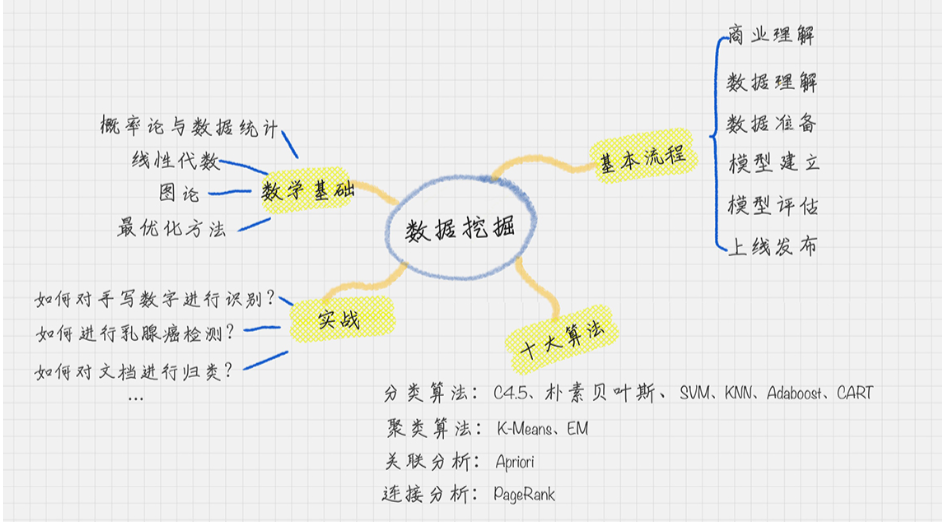 数据挖掘
基本流程
商业理解
数据理解
数据准备
模型建立
模型评估
上线发布
数学基础
概率论与数据统计
线性代数
图论
最优化方法
实战
如何对手写数字进行识别？
如何进行乳腺癌检测？
如何对文档进行归类？
...
十大算法
分类算法： C4.5、朴素贝叶斯、SVM、KNN、Adaboost、CART
聚类算法： K-Means、EM
关联分析： Apriori
连接分析： PageRank